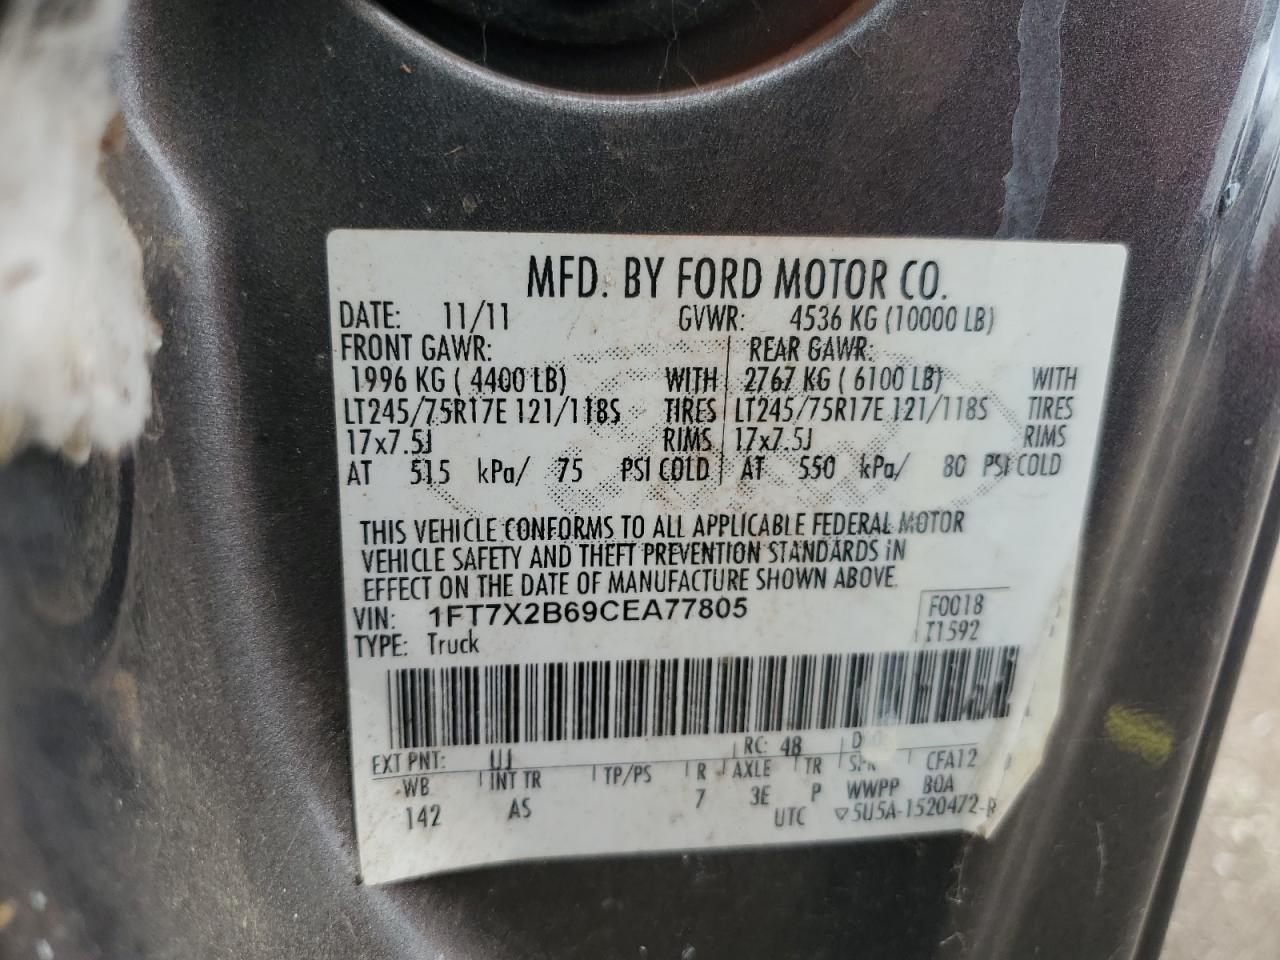 MFD. BY FORD MOTOR CO.
DATE: 11/11 GVWR: 4536 KG (10000 LB)
FRONT GAWR: REAR GAWR:
1996 KG ( 4400 LB) WITH 2767 KG ( 6100 LB) WITH
LT245/75R17E 121/118S TIRES LT245/75R17E 121/118S TIRES
17x7.5J RIMS 17x7.5J RIMS
AT 515 kPa/ 75 PSI COLD AT 550 kPa/ 80 PSI COLD
THIS VEHICLE CONFORMS TO ALL APPLICABLE FEDERAL MOTOR
VEHICLE SAFETY AND THEFT PREVENTION STANDARDS IN
EFFECT ON THE DATE OF MANUFACTURE SHOWN ABOVE.
VIN: 1FT7X2B69CEA77805 F0018
TYPE: Truck T1592
EXT PNT: UJ RC: 48
WB INT TR TP/PS R AXLE TR SPR CFA12
142 AS 7 3E P WWPP BOA
UTC ▽5U5A-1520472-